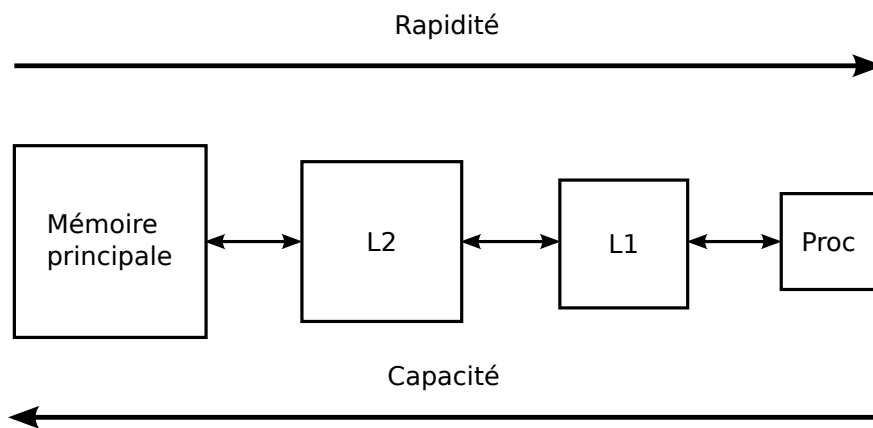 Rapidité
Mémoire
principale
L2
L1
Proc
Capacité